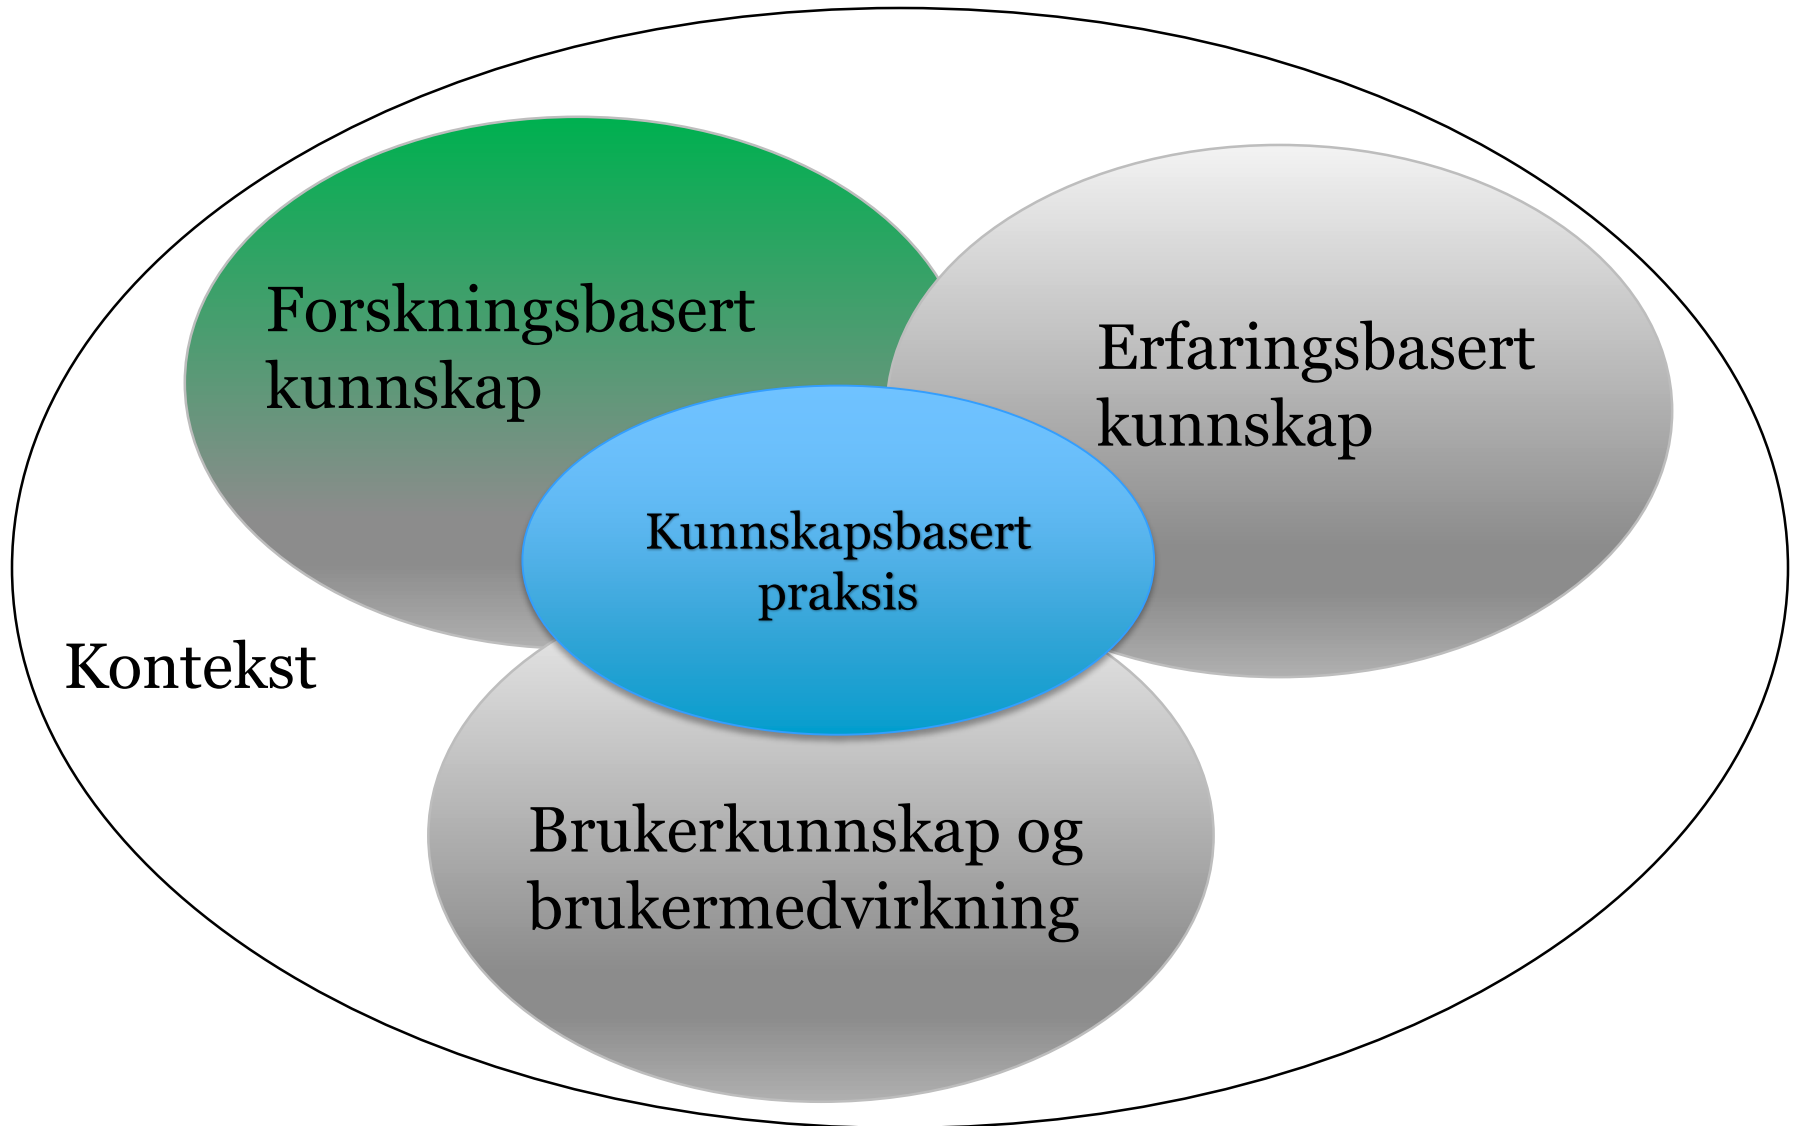 Forskningsbasert
kunnskap
Erfaringsbasert
kunnskap
Kunnskapsbasert
praksis
Kontekst
Brukerkunnskap og
brukermedvirkning